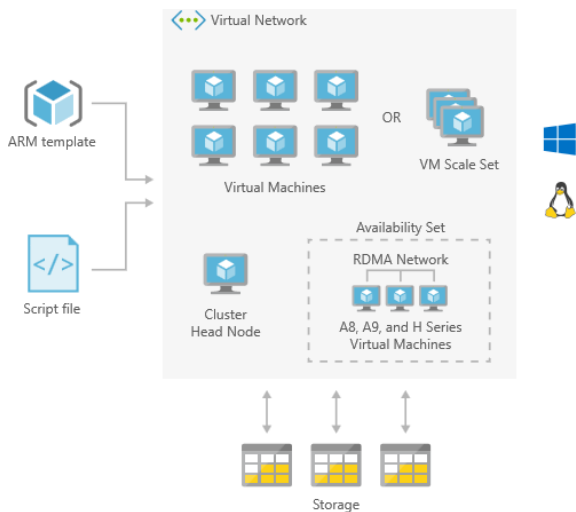 Virtual Network
ARM template
OR
VM Scale Set
Virtual Machines
Availability Set
RDMA Network
</>
Script file
Cluster
Head Node
A8, A9, and H Series
Virtual Machines
Storage